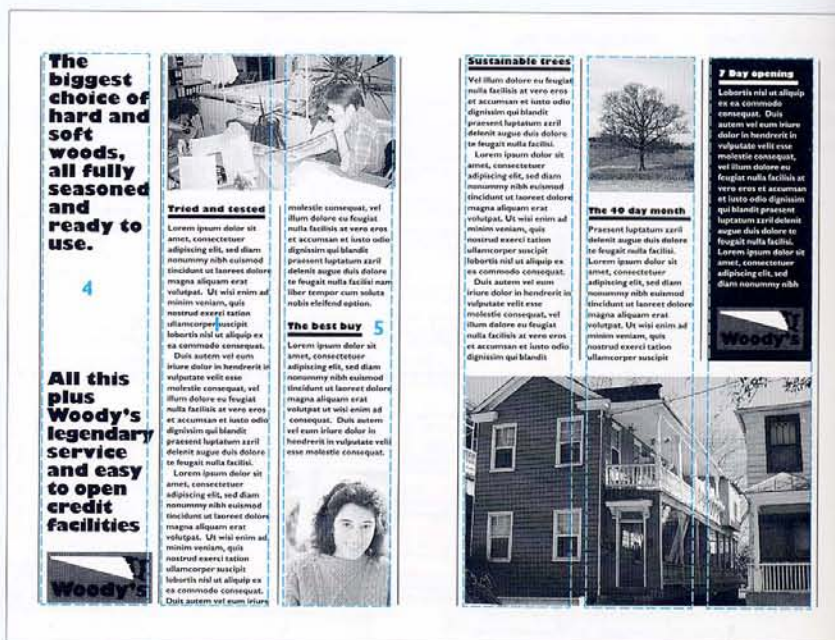 The
biggest
choice of
hard and
soft
woods,
all fully
seasoned
and
ready to
use.
4
All this
plus
Woody's
legendary
service
and easy
to open
credit
facilities
Woody's
Tried and tested
Lorem ipsum dolor sit
amet, consectetuer
adipiscing elit, sed diam
nonummy nibh euismod
tincidunt ut laoreet dolore
magna aliquam erat
volutpat. Ut wisi enim ad
minim veniam, quis
nostrud exerci tation
ullamcorper suscipit
lobortis nisl ut aliquip ex
ea commodo consequat.
Duis autem vel eum
iriure dolor in hendrerit in
vulputate velit esse
molestie consequat, vel
illum dolore eu feugiat
nulla facilisis at vero eros
et accumsan et iusto odio
dignissim qui blandit
praesent luptatum zzril
delenit augue duis dolore
te feugait nulla facilisi.
Lorem ipsum dolor sit
amet, consectetuer
adipiscing elit, sed diam
nonummy nibh euismod
tincidunt ut laoreet dolore
magna aliquam erat
volutpat. Ut wisi enim ad
minim veniam, quis
nostrud exerci tation
ullamcorper suscipit
lobortis nisl ut aliquip ex
ea commodo consequat.
Duis autem vel eum iriure
molestie consequat, vel
illum dolore eu feugiat
nulla facilisis at vero eros
et accumsan et iusto odio
dignissim qui blandit
praesent luptatum zzril
delenit augue duis dolore
te feugait nulla facilisi nam
liber tempor cum soluta
nobis eleifend option.
The best buy 5
Lorem ipsum dolor sit
amet, consectetuer
adipiscing elit, sed diam
nonummy nibh euismod
tincidunt ut laoreet dolore
magna aliquam erat
volutpat ut wisi enim ad
consequat. Duis autem
vel eum iriure dolor in
hendrerit in vulputate velit
esse molestie consequat.
Sustainable trees
Vel illum dolore eu feugiat
nulla facilisis at vero eros
et accumsan et iusto odio
dignissim qui blandit
praesent luptatum zzril
delenit augue duis dolore
te feugait nulla facilisi.
Lorem ipsum dolor sit
amet, consectetuer
adipiscing elit, sed diam
nonummy nibh euismod
tincidunt ut laoreet dolore
magna aliquam erat
volutpat. Ut wisi enim ad
minim veniam, quis
nostrud exerci tation
ullamcorper suscipit
lobortis nisl ut aliquip ex
ea commodo consequat.
Duis autem vel eum
iriure dolor in hendrerit in
vulputate velit esse
molestie consequat, vel
illum dolore eu feugiat
nulla facilisis at vero eros
et accumsan et iusto odio
dignissim qui blandis
The 40 day month
Praesent luptatum zzril
delenit augue duis dolore
te feugait nulla facilisi.
Lorem ipsum dolor sit
amet, consectetuer
adipiscing elit, sed diam
nonummy nibh euismod
tincidunt ut laoreet dolore
magna aliquam erat
volutpat. Ut wisi enim ad
minim veniam, quis
nostrud exerci tation
ullamcorper suscipit
7 Day opening
Lobortis nisl ut aliquip
ex ea commodo
consequat. Duis
autem vel eum iriure
dolor in hendrerit in
vulputate velit esse
molestie consequat,
vel illum dolore eu
feugiat nulla facilisis at
vero eros et accumsan
et iusto odio dignissim
qui blandit praesent
luptatum zzril delenit
augue duis dolore te
feugait nulla facilisi.
Lorem ipsum dolor sit
amet, consectetuer
adipiscing elit, sed
diam nonummy nibh
Woody's